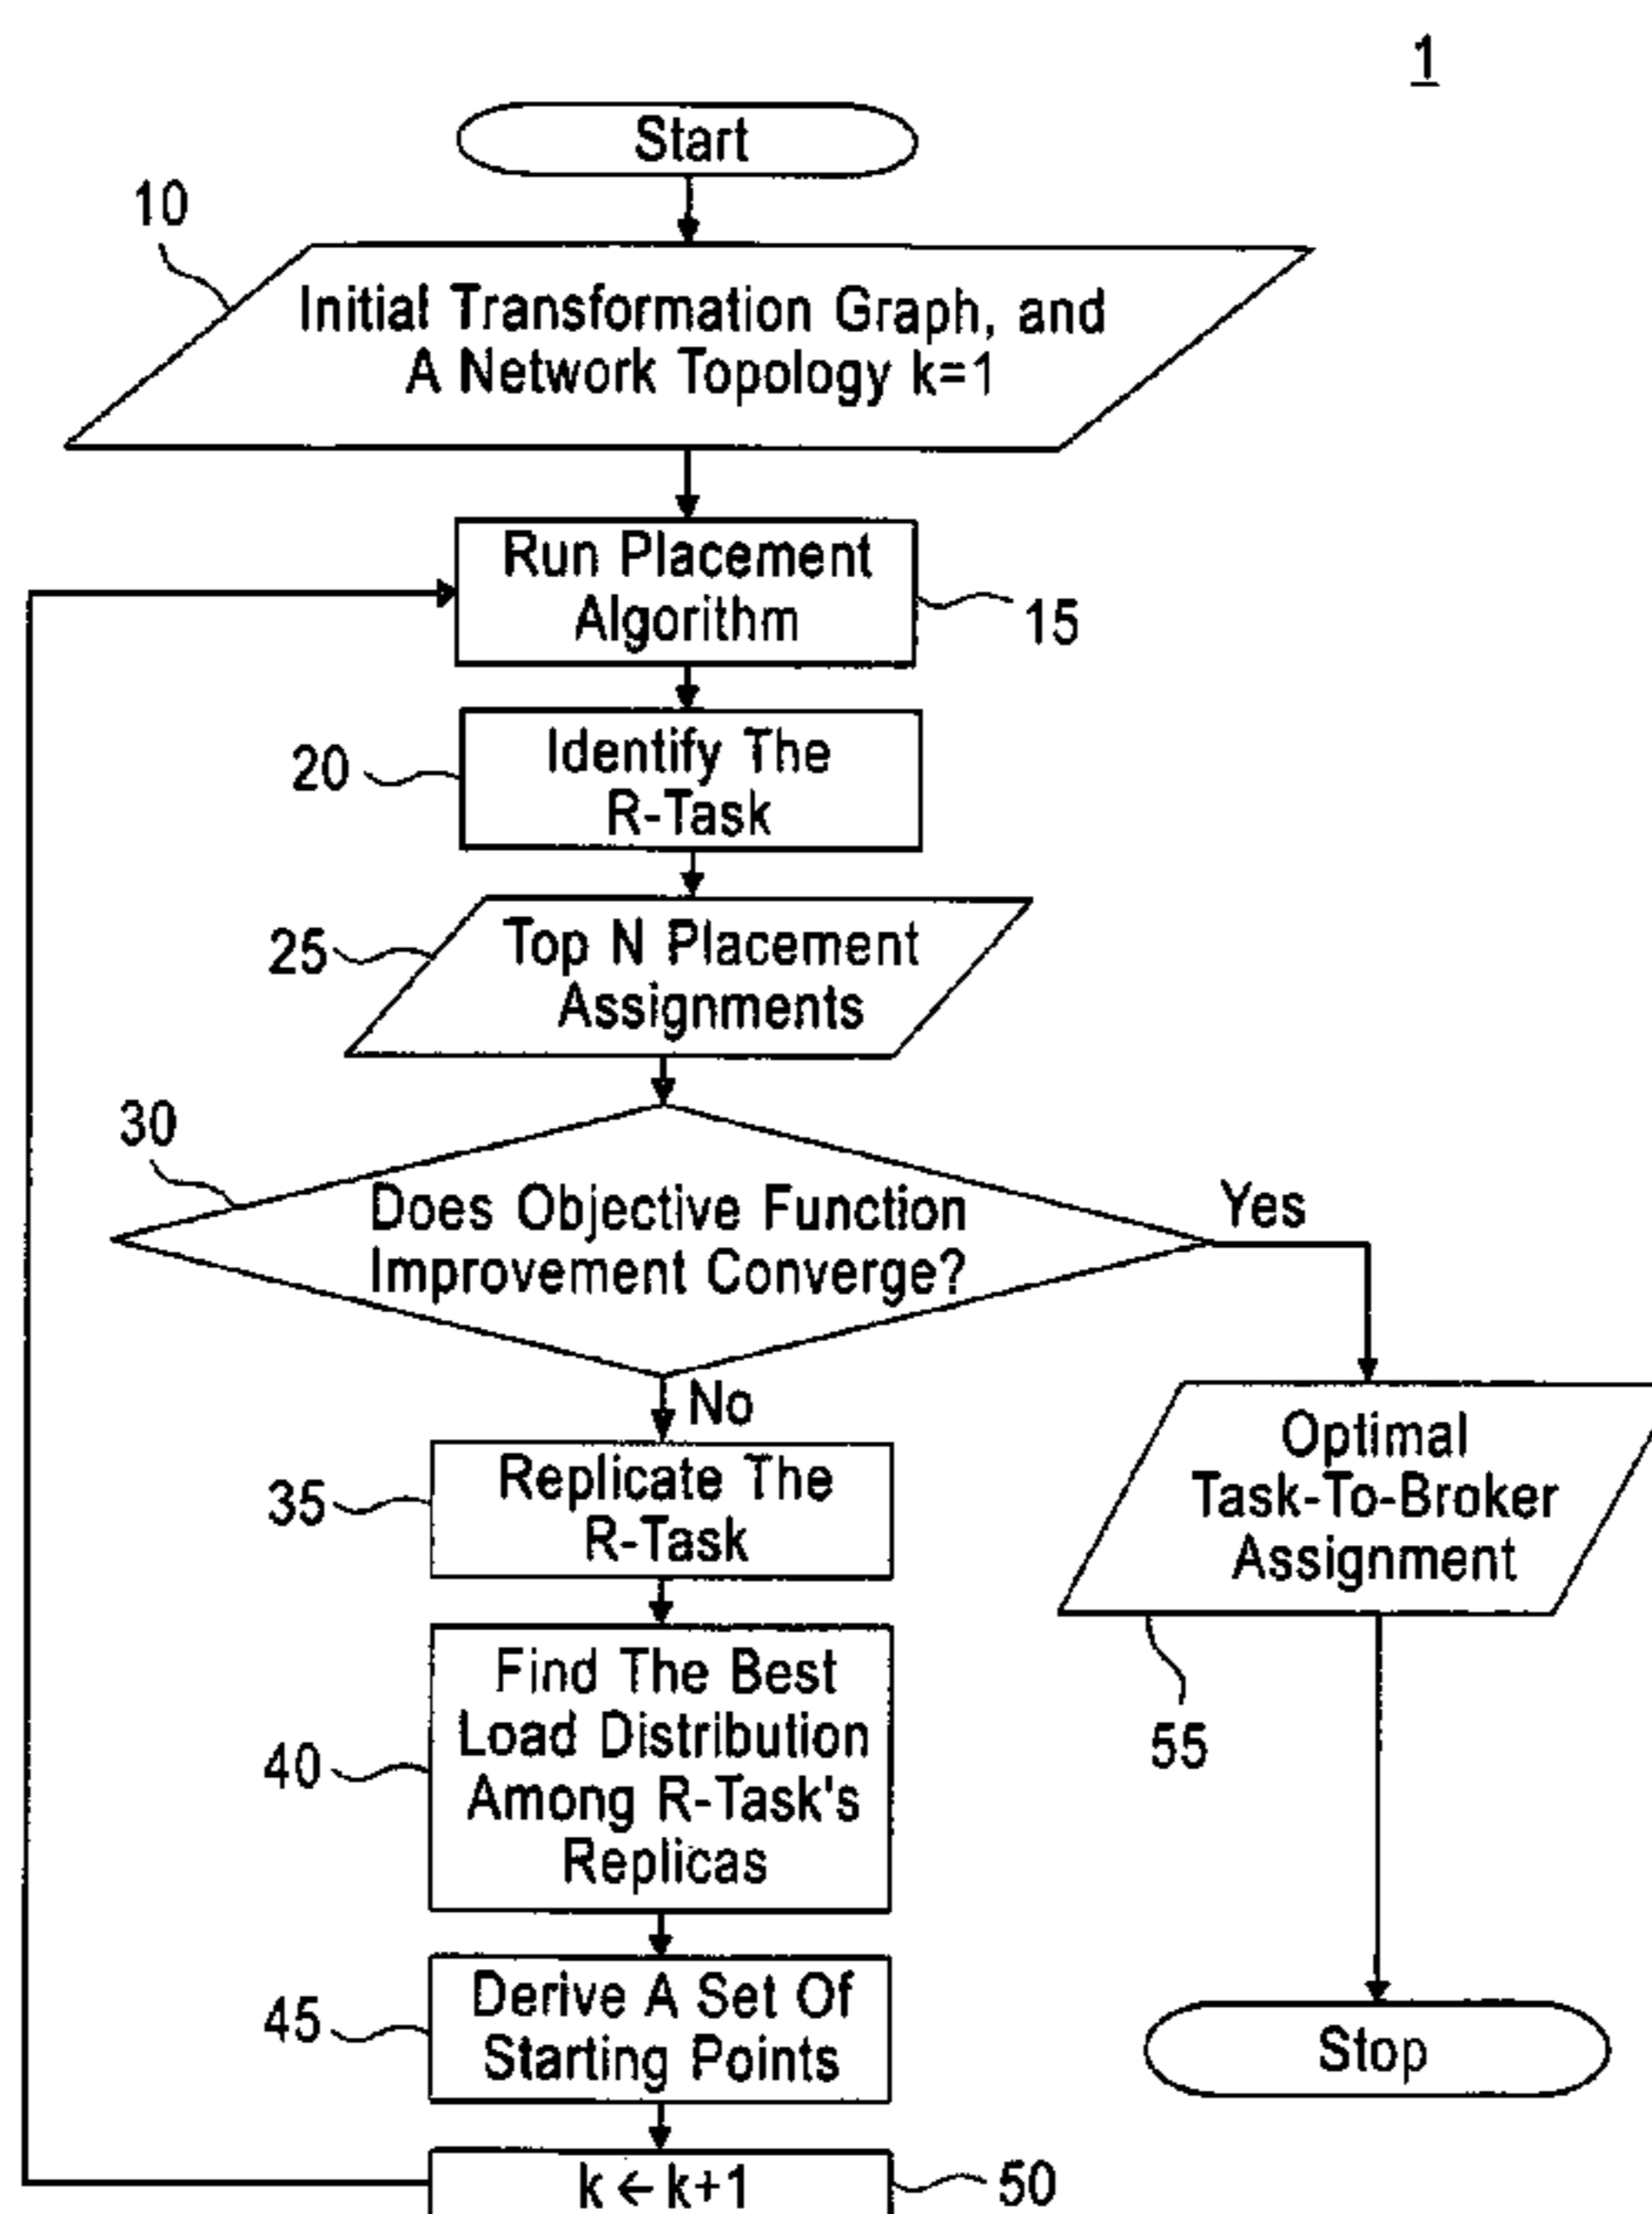 1
Start
10
Initial Transformation Graph, and
A Network Topology k=1
Run Placement
Algorithm
15
20
Identify The
R-Task
25
Top N Placement
Assignments
30
Does Objective Function
Improvement Converge?
Yes
No
35
Replicate The
R-Task
Optimal
Task-To-Broker
Assignment
55
40
Find The Best
Load Distribution
Among R-Task's
Replicas
45
Derive A Set Of
Starting Points
Stop
k ← k+1
50